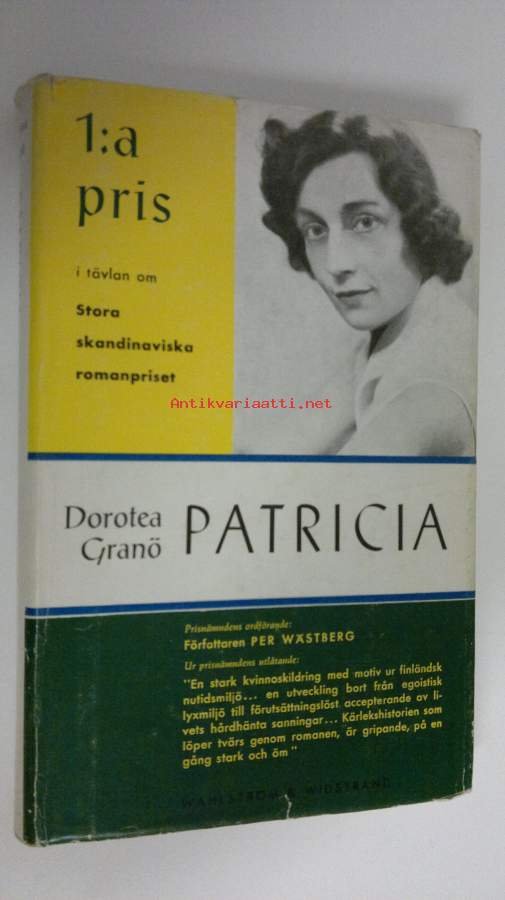 1:a
pris
i tävlan om
Stora
skandinaviska
romanpriset
Antikvariaatti.net
Dorotea
Granö
PATRICIA
Prisnämndens ordförande:
Författaren PER WÄSTBERG
Ur prisnämndens utlåtande:
"En stark kvinnoskildring med motiv ur finländsk
nutidsmiljö... en utveckling bort från egoistisk
lyxmiljö till förutsättningslöst accepterande av li-
vets hårdhänta sanningar... Kärlekshistorien som
löper tvärs genom romanen, är gripande, på en
gång stark och öm"
WAHLSTRÖM & WIDSTRAND